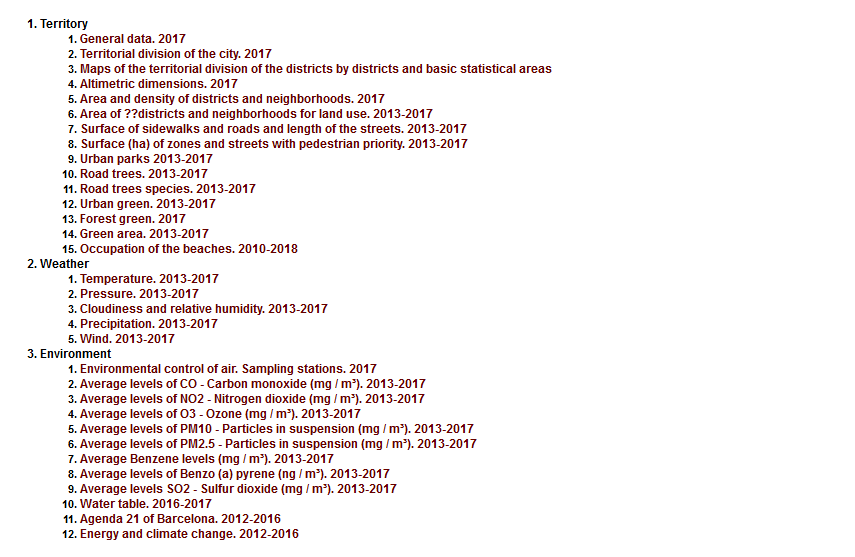 1. Territory
1. General data. 2017
2. Territorial division of the city. 2017
3. Maps of the territorial division of the districts by districts and basic statistical areas
4. Altimetric dimensions. 2017
5. Area and density of districts and neighborhoods. 2017
6. Area of ??districts and neighborhoods for land use. 2013-2017
7. Surface of sidewalks and roads and length of the streets. 2013-2017
8. Surface (ha) of zones and streets with pedestrian priority. 2013-2017
9. Urban parks 2013-2017
10. Road trees. 2013-2017
11. Road trees species. 2013-2017
12. Urban green. 2013-2017
13. Forest green. 2017
14. Green area. 2013-2017
15. Occupation of the beaches. 2010-2018
2. Weather
1. Temperature. 2013-2017
2. Pressure. 2013-2017
3. Cloudiness and relative humidity. 2013-2017
4. Precipitation. 2013-2017
5. Wind. 2013-2017
3. Environment
1. Environmental control of air. Sampling stations. 2017
2. Average levels of CO - Carbon monoxide (mg / m³). 2013-2017
3. Average levels of NO2 - Nitrogen dioxide (mg / m³). 2013-2017
4. Average levels of O3 - Ozone (mg / m³). 2013-2017
5. Average levels of PM10 - Particles in suspension (mg / m³). 2013-2017
6. Average levels of PM2.5 - Particles in suspension (mg / m³). 2013-2017
7. Average Benzene levels (mg / m³). 2013-2017
8. Average levels of Benzo (a) pyrene (ng / m³). 2013-2017
9. Average levels SO2 - Sulfur dioxide (mg / m³). 2013-2017
10. Water table. 2016-2017
11. Agenda 21 of Barcelona. 2012-2016
12. Energy and climate change. 2012-2016